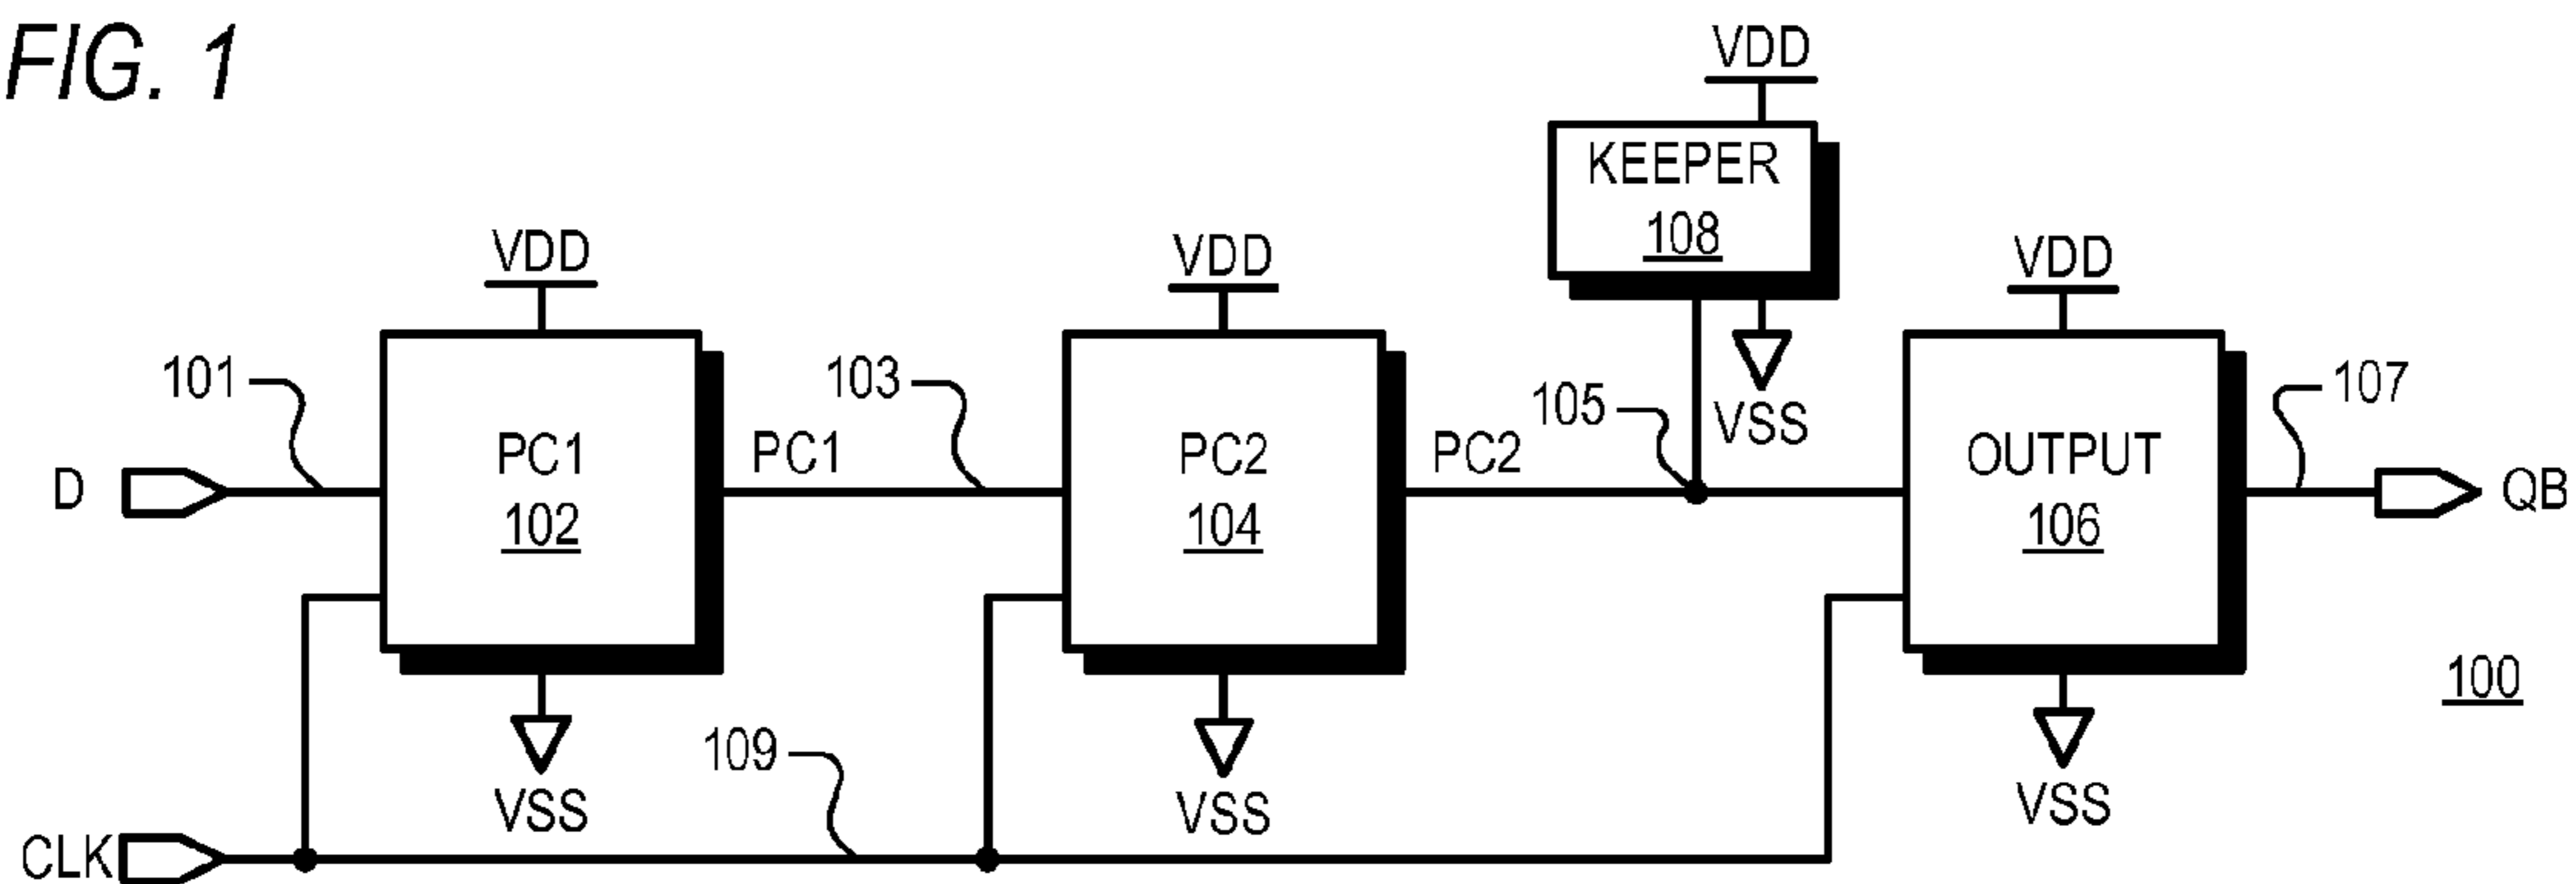 FIG. 1
VDD
KEEPER
108
VSS
VDD
VDD
VDD
101
103
105
107
D
PC1
102
PC1
PC2
104
PC2
OUTPUT
106
QB
VSS
VSS
VSS
109
100
CLK